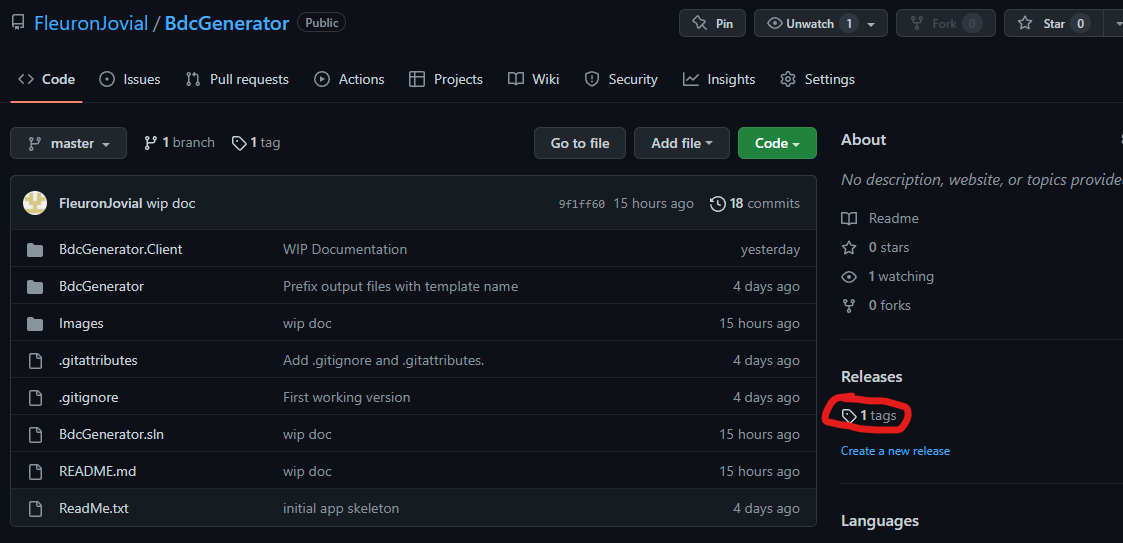 FleuronJovial / BdcGenerator Public
Pin
Unwatch 1
Fork 0
Star 0
Code
Issues
Pull requests
Actions
Projects
Wiki
Security
Insights
Settings
master
1 branch
1 tag
Go to file
Add file
Code
FleuronJovial wip doc 9f1ff60 15 hours ago 18 commits
BdcGenerator.Client WIP Documentation yesterday
BdcGenerator Prefix output files with template name 4 days ago
Images wip doc 15 hours ago
.gitattributes Add .gitignore and .gitattributes. 4 days ago
.gitignore First working version 4 days ago
BdcGenerator.sln wip doc 15 hours ago
README.md wip doc 15 hours ago
ReadMe.txt initial app skeleton 4 days ago
About
No description, website, or topics provide
Readme
0 stars
1 watching
0 forks
Releases
1 tags
Create a new release
Languages